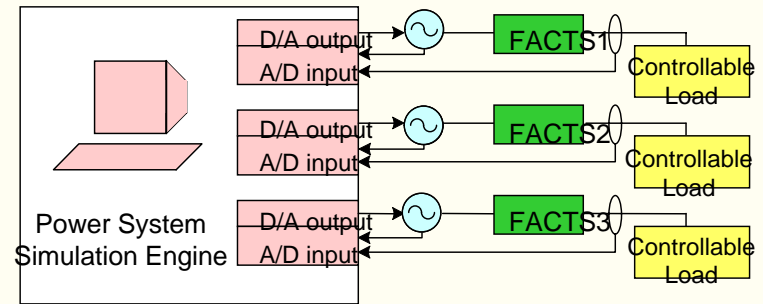 D/A output
A/D input
FACTS1
Controllable
Load
D/A output
A/D input
FACTS2
Controllable
Load
D/A output
A/D input
FACTS3
Controllable
Load
Power System
Simulation Engine